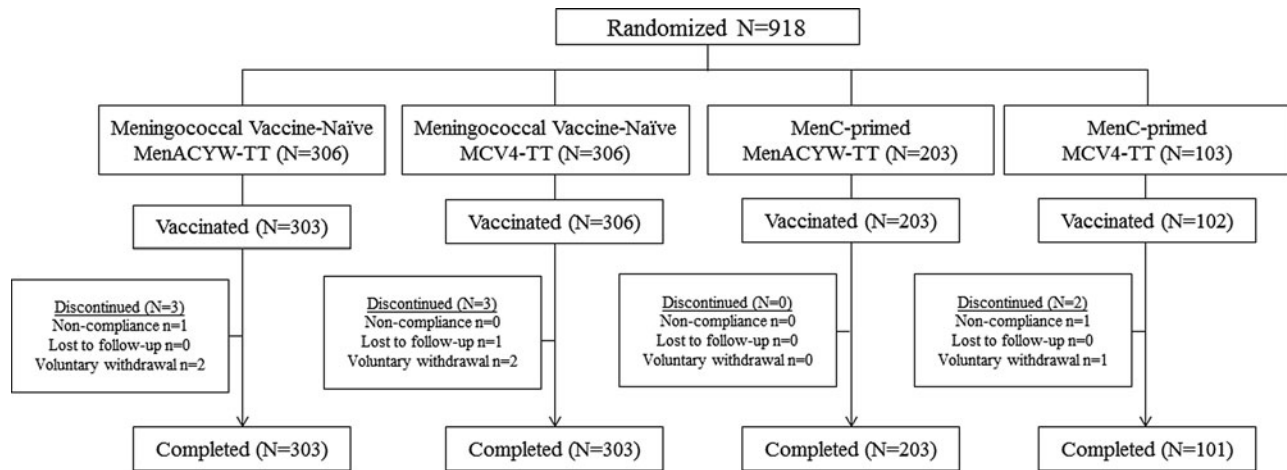 Randomized N=918
Meningococcal Vaccine-Naïve
MenACYW-TT (N=306)
Meningococcal Vaccine-Naïve
MCV4-TT (N=306)
MenC-primed
MenACYW-TT (N=203)
MenC-primed
MCV4-TT (N=103)
Vaccinated (N=303)
Vaccinated (N=306)
Vaccinated (N=203)
Vaccinated (N=102)
Discontinued (N=3)
Non-compliance n=1
Lost to follow-up n=0
Voluntary withdrawal n=2
Discontinued (N=3)
Non-compliance n=0
Lost to follow-up n=1
Voluntary withdrawal n=2
Discontinued (N=0)
Non-compliance n=0
Lost to follow-up n=0
Voluntary withdrawal n=0
Discontinued (N=2)
Non-compliance n=1
Lost to follow-up n=0
Voluntary withdrawal n=1
Completed (N=303)
Completed (N=303)
Completed (N=203)
Completed (N=101)